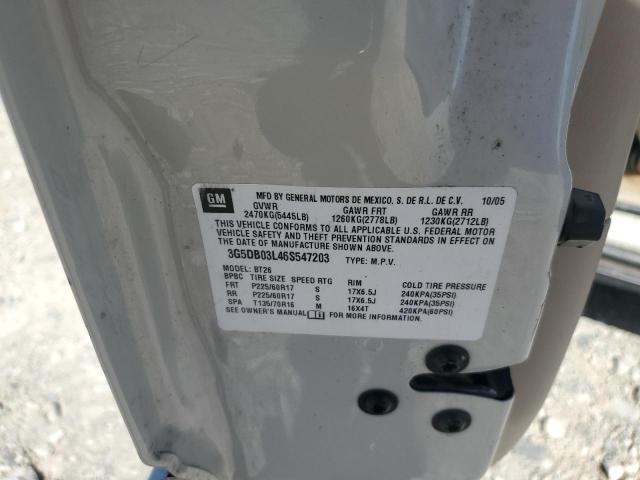 GM
MFD BY GENERAL MOTORS DE MEXICO, S. DE R.L. DE C.V. 10/05
GVWR GAWR FRT GAWR RR
2470KG(5445LB) 1260KG(2778LB) 1230KG(2712LB)
THIS VEHICLE CONFORMS TO ALL APPLICABLE U.S. FEDERAL MOTOR
VEHICLE SAFETY AND THEFT PREVENTION STANDARDS IN EFFECT ON
THE DATE OF MANUFACTURE SHOWN ABOVE.
3G5DB03L46S547203 TYPE: M.P.V.
MODEL: BT26
BPBC TIRE SIZE SPEED RTG RIM COLD TIRE PRESSURE
FRT P225/60R17 S 17X6.5J 240KPA(35PSI)
RR P225/60R17 S 17X6.5J 240KPA(35PSI)
SPA T135/70R16 M 16X4T 420KPA(60PSI)
SEE OWNER'S MANUAL FOR MORE INFORMATION.